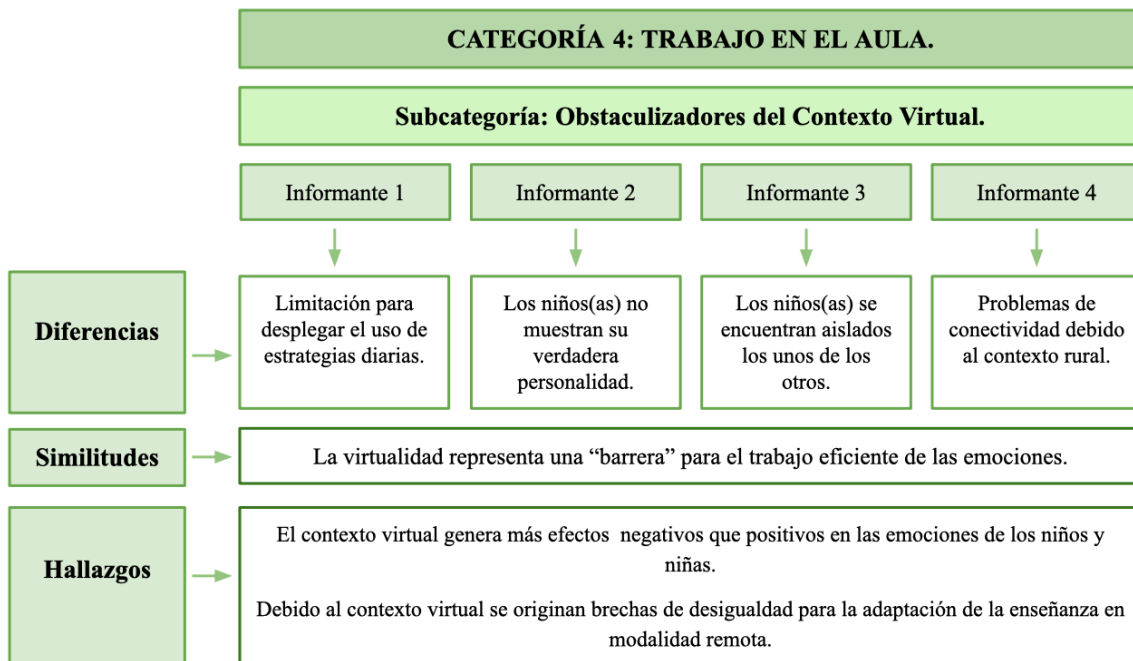 CATEGORÍA 4: TRABAJO EN EL AULA.
Subcategoría: Obstaculizadores del Contexto Virtual.
Informante 1
Informante 2
Informante 3
Informante 4
Diferencias
Limitación para
desplegar el uso de
estrategias diarias.
Los niños(as) no
muestran su
verdadera
personalidad.
Los niños(as) se
encuentran aislados
los unos de los
otros.
Problemas de
conectividad debido
al contexto rural.
Similitudes
La virtualidad representa una “barrera” para el trabajo eficiente de las emociones.
Hallazgos
El contexto virtual genera más efectos negativos que positivos en las emociones de los niños y
niñas.
Debido al contexto virtual se originan brechas de desigualdad para la adaptación de la enseñanza en
modalidad remota.